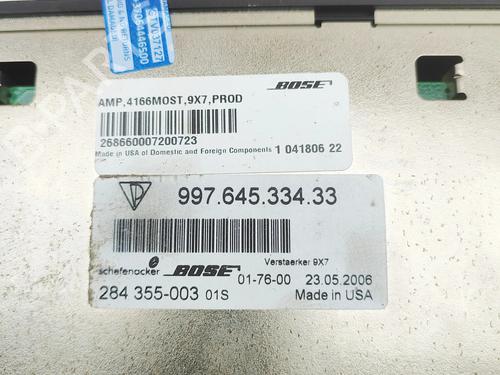 BOSE
AMP,4166MOST,9X7,PROD
268660007200723
Made in USA of Domestic and Foreign Components 1 041806 22
997.645.334.33
schefenacker BOSE Verstaerker 9X7
01-76-00 23.05.2006
284 355-003 01S Made in USA